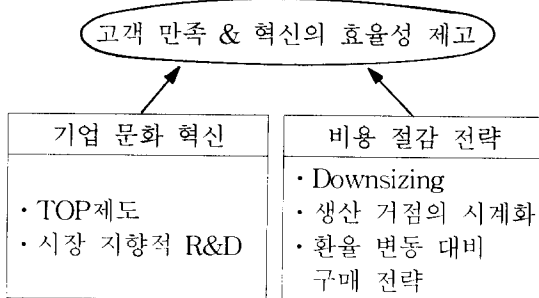 고객 만족 & 혁신의 효율성 제고
기업 문화 혁신
· TOP제도
· 시장 지향적 R&D
비용 절감 전략
· Downsizing
· 생산 거점의 시계화
· 환율 변동 대비
구매 전략